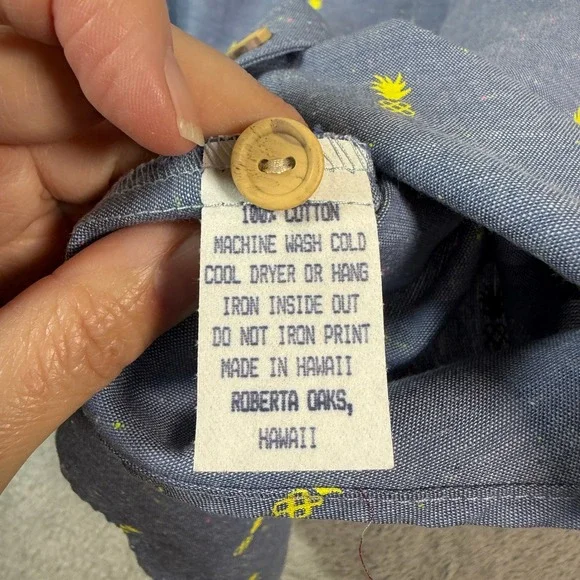 100% COTTON
MACHINE WASH COLD
COOL DRYER OR HANG
IRON INSIDE OUT
DO NOT IRON PRINT
MADE IN HAWAII
ROBERTA OAKS,
HAWAII